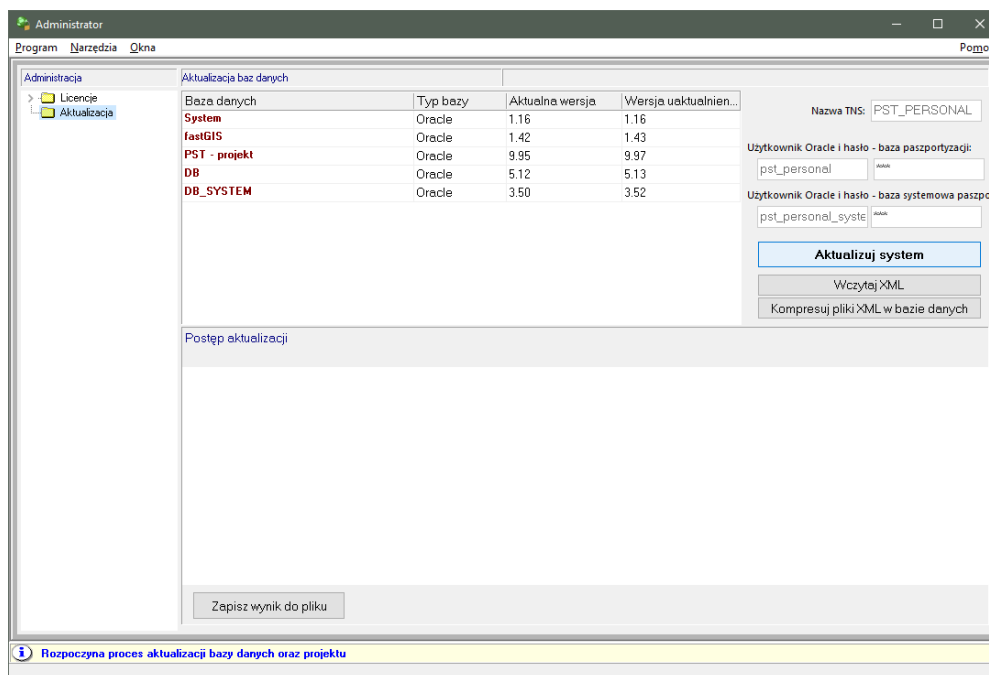 Administrator
Program Narzędzia Okna Pomo
Administracja Aktualizacja baz danych
Licencje
Aktualizacja
Baza danych Typ bazy Aktualna wersja Wersja uaktualnien...
System Oracle 1.16 1.16
fastGIS Oracle 1.42 1.43
PST - projekt Oracle 9.95 9.97
DB Oracle 5.12 5.13
DB_SYSTEM Oracle 3.50 3.52
Nazwa TNS: PST_PERSONAL
Użytkownik Oracle i hasło - baza paszportyzacji:
pst_personal ****
Użytkownik Oracle i hasło - baza systemowa paszpo
pst_personal_syste ****
Aktualizuj system
Wczytaj XML
Kompresuj pliki XML w bazie danych
Postęp aktualizacji
Zapisz wynik do pliku
Rozpoczyna proces aktualizacji bazy danych oraz projektu